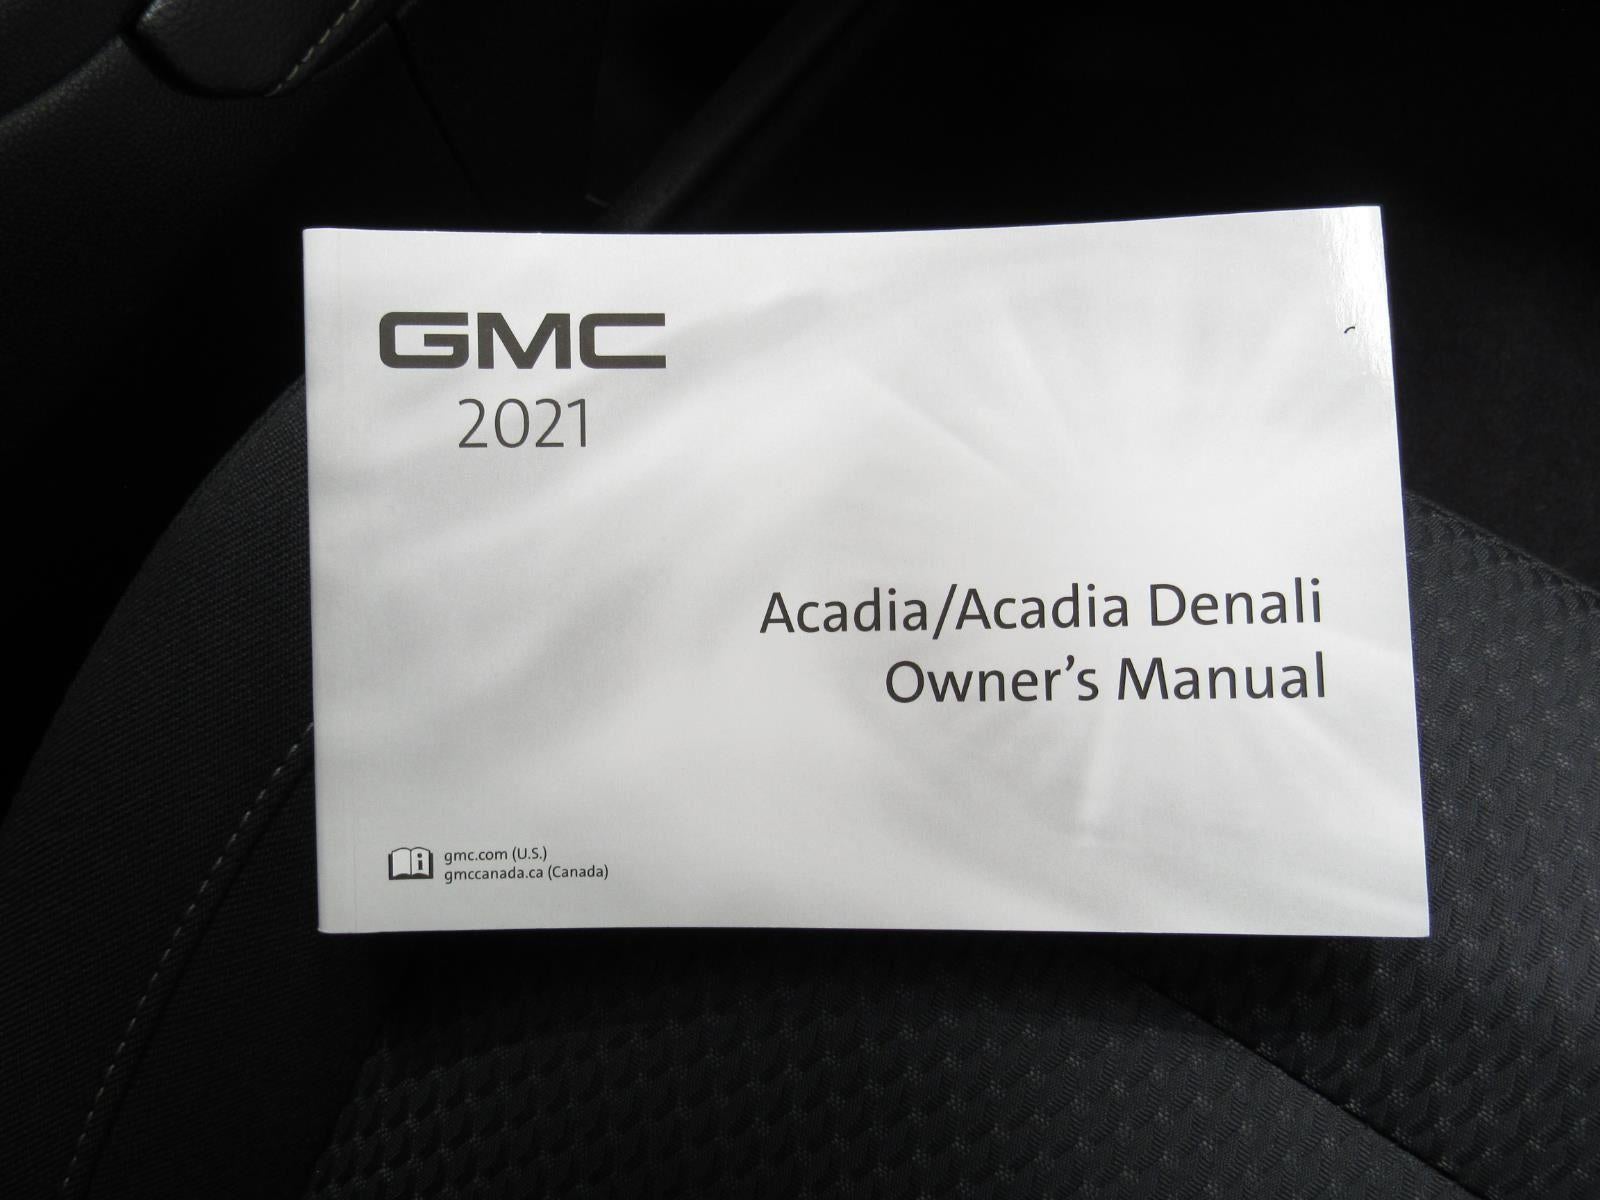 GMC
2021
Acadia/Acadia Denali
Owner’s Manual
gmc.com (U.S.)
gmccanada.ca (Canada)